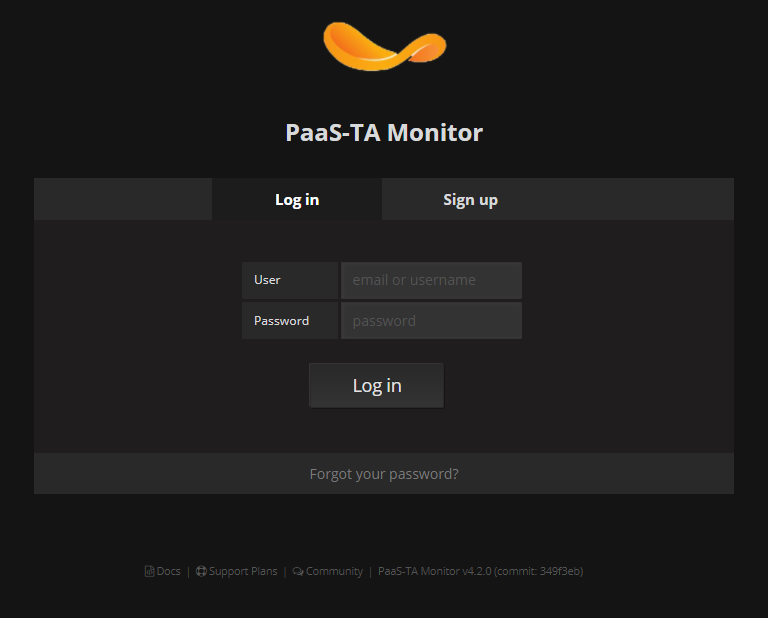 PaaS-TA Monitor
Log in Sign up
User email or username
Password password
Log in
Forgot your password?
Docs | Support Plans | Community | PaaS-TA Monitor v4.2.0 (commit: 349f3eb)